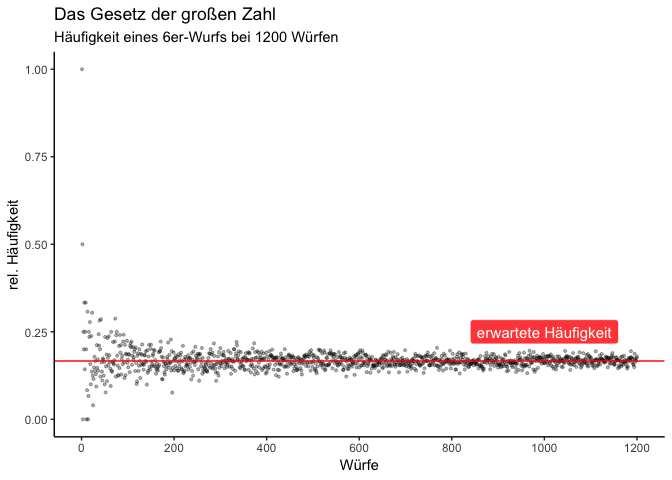 Das Gesetz der großen Zahl
Häufigkeit eines 6er-Wurfs bei 1200 Würfen
1.00
0.75
0.50
0.25
0.00
rel. Häufigkeit
erwartete Häufigkeit
0 200 400 600 800 1000 1200
Würfe